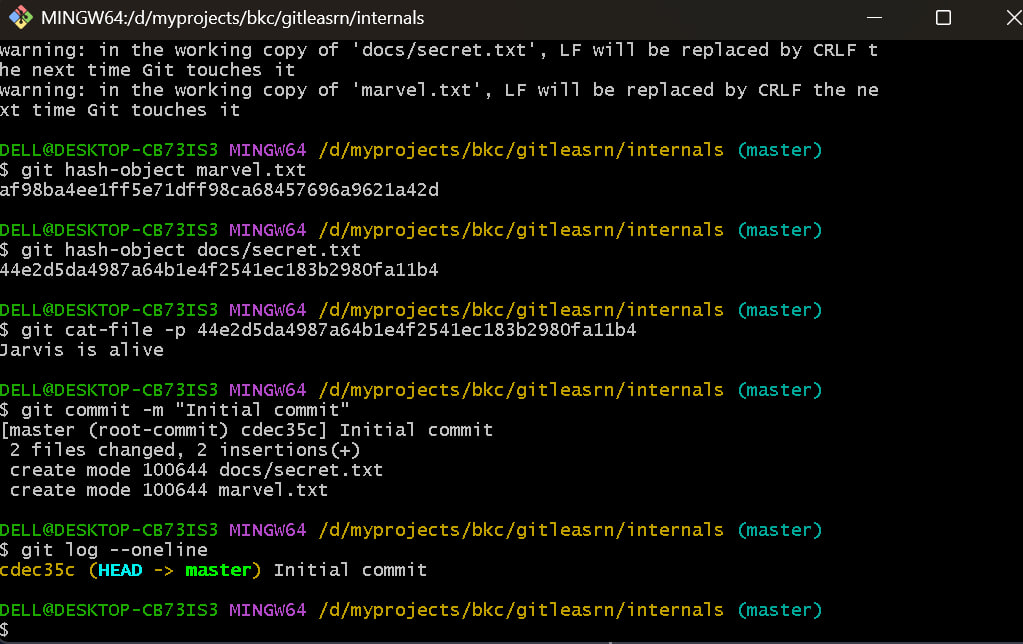 MINGW64:/d/myprojects/bkc/gitleasrn/internals
warning: in the working copy of 'docs/secret.txt', LF will be replaced by CRLF t
he next time Git touches it
warning: in the working copy of 'marvel.txt', LF will be replaced by CRLF the ne
xt time Git touches it
DELL@DESKTOP-CB73IS3 MINGW64 /d/myprojects/bkc/gitleasrn/internals (master)
$ git hash-object marvel.txt
af98ba4ee1ff5e71dff98ca68457696a9621a42d
DELL@DESKTOP-CB73IS3 MINGW64 /d/myprojects/bkc/gitleasrn/internals (master)
$ git hash-object docs/secret.txt
44e2d5da4987a64b1e4f2541ec183b2980fa11b4
DELL@DESKTOP-CB73IS3 MINGW64 /d/myprojects/bkc/gitleasrn/internals (master)
$ git cat-file -p 44e2d5da4987a64b1e4f2541ec183b2980fa11b4
Jarvis is alive
DELL@DESKTOP-CB73IS3 MINGW64 /d/myprojects/bkc/gitleasrn/internals (master)
$ git commit -m "Initial commit"
[master (root-commit) cdec35c] Initial commit
 2 files changed, 2 insertions(+)
 create mode 100644 docs/secret.txt
 create mode 100644 marvel.txt
DELL@DESKTOP-CB73IS3 MINGW64 /d/myprojects/bkc/gitleasrn/internals (master)
$ git log --oneline
cdec35c (HEAD -> master) Initial commit
DELL@DESKTOP-CB73IS3 MINGW64 /d/myprojects/bkc/gitleasrn/internals (master)
$